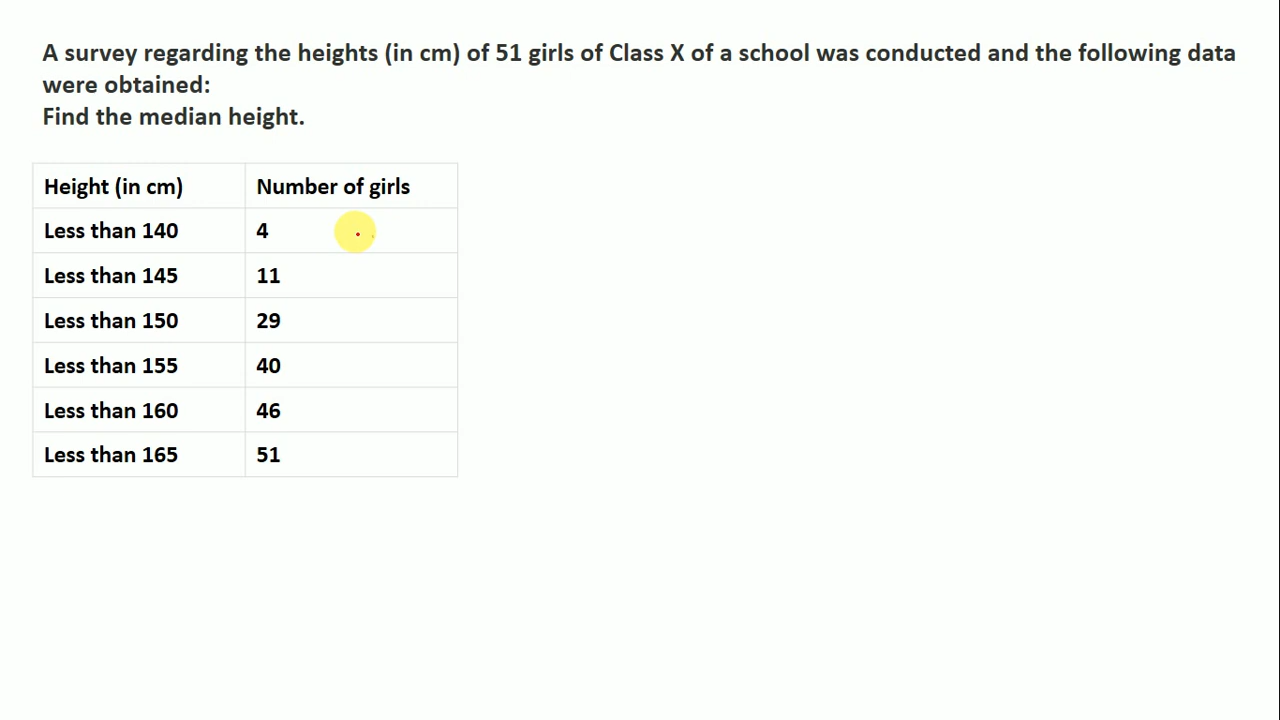 A survey regarding the heights (in cm) of 51 girls of Class X of a school was conducted and the following data
were obtained:
Find the median height.
Height (in cm) Number of girls
Less than 140 4
Less than 145 11
Less than 150 29
Less than 155 40
Less than 160 46
Less than 165 51